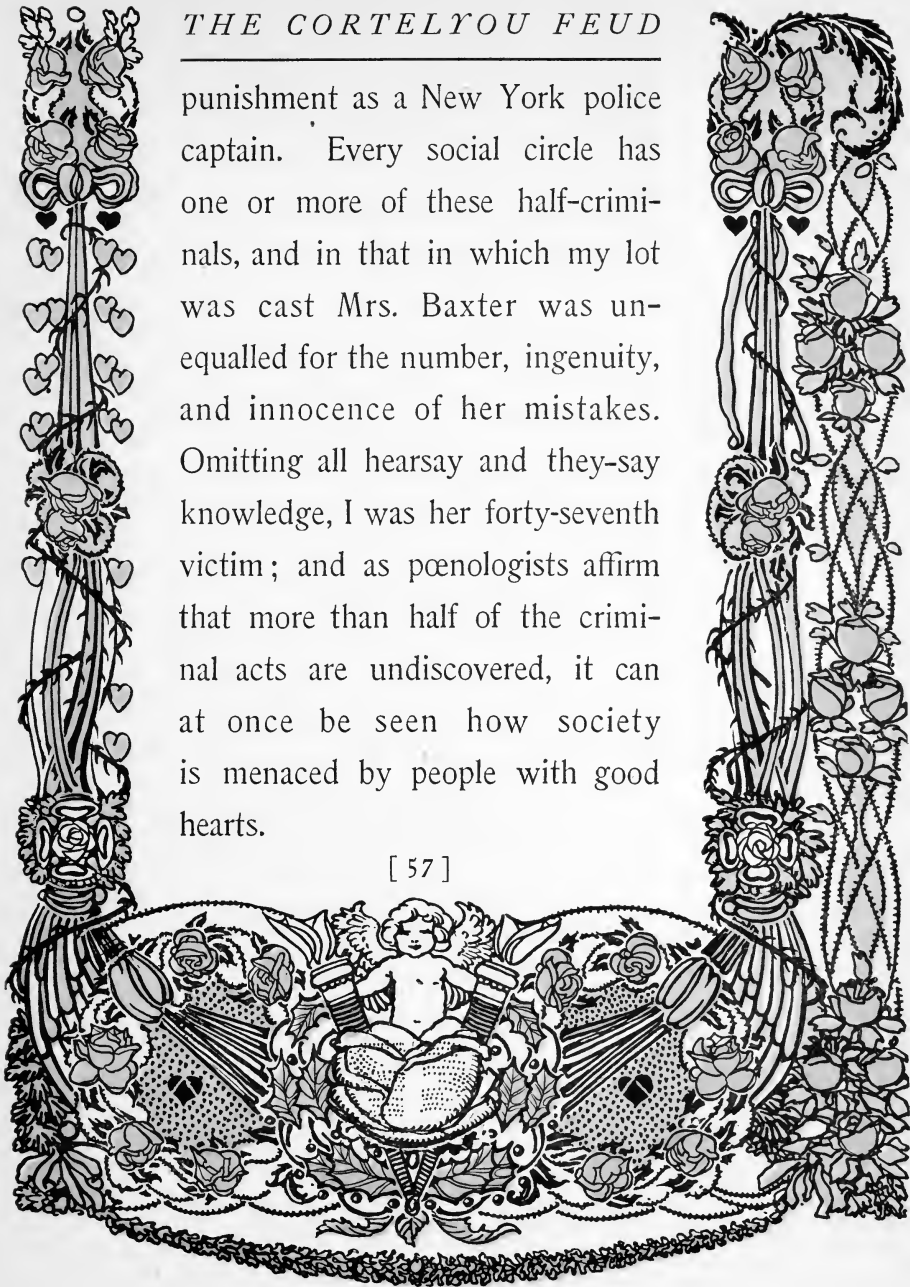 THE CORTELYOU FEUD
punishment as a New York police
captain. Every social circle has
one or more of these half-crimi-
nals, and in that in which my lot
was cast Mrs. Baxter was un-
equalled for the number, ingenuity,
and innocence of her mistakes.
Omitting all hearsay and they-say
knowledge, I was her forty-seventh
victim; and as pœnologists affirm
that more than half of the crimi-
nal acts are undiscovered, it can
at once be seen how society
is menaced by people with good
hearts.
[57]